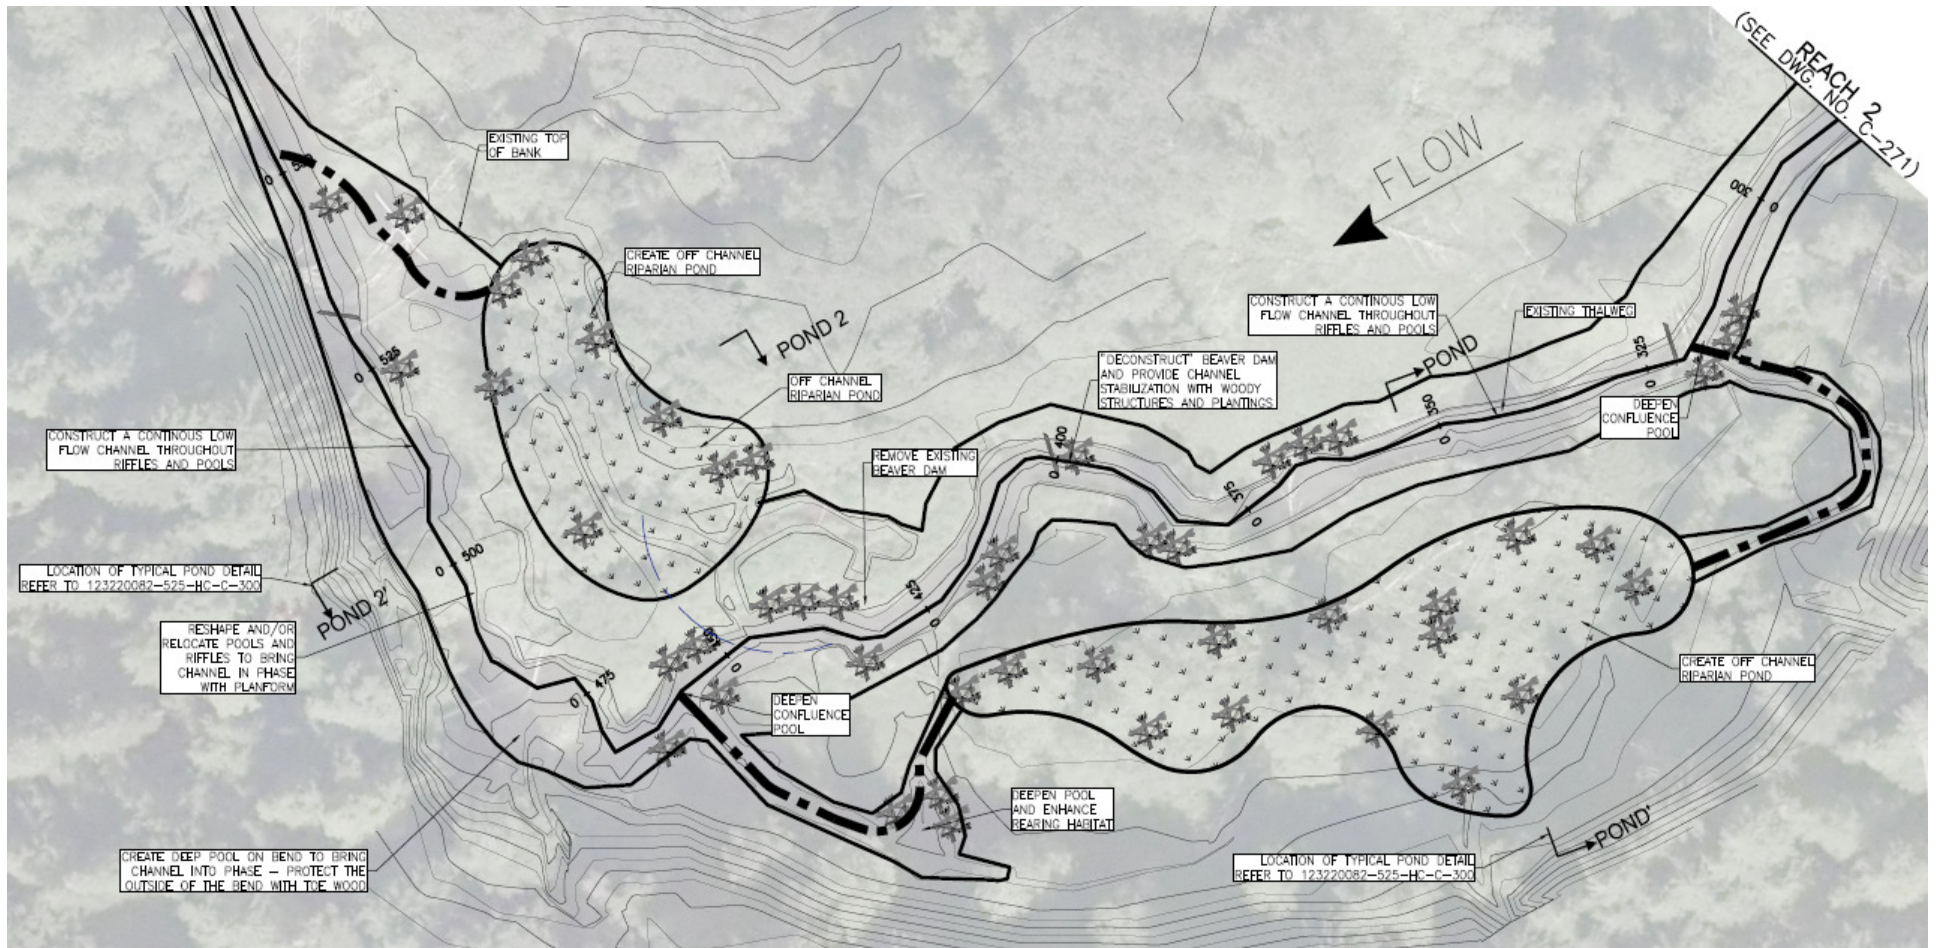 REACH 2
(SEE DWG. NO. C-271)
FLOW
EXISTING TOP
OF BANK
CREATE OFF CHANNEL
RIPARIAN POND
POND 2
OFF CHANNEL
RIPARIAN POND
CONSTRUCT A CONTINOUS LOW
FLOW CHANNEL THROUGHOUT
RIFFLES AND POOLS
EXISTING THALWEG
"DECONSTRUCT" BEAVER DAM
AND PROVIDE CHANNEL
STABILIZATION WITH WOODY
STRUCTURES AND PLANTINGS
POND
DEEPEN
CONFLUENCE
POOL
0+300
0+325
0+350
0+375
0+400
0+425
0+475
0+500
0+525
CONSTRUCT A CONTINOUS LOW
FLOW CHANNEL THROUGHOUT
RIFFLES AND POOLS
REMOVE EXISTING
BEAVER DAM
LOCATION OF TYPICAL POND DETAIL
REFER TO 123220082-525-HC-C-300
POND 2'
RESHAPE AND/OR
RELOCATE POOLS AND
RIFFLES TO BRING
CHANNEL IN PHASE
WITH PLANFORM
DEEPEN
CONFLUENCE
POOL
CREATE OFF CHANNEL
RIPARIAN POND
DEEPEN POOL
AND ENHANCE
REARING HABITAT
POND'
CREATE DEEP POOL ON BEND TO BRING
CHANNEL INTO PHASE – PROTECT THE
OUTSIDE OF THE BEND WITH TOE WOOD
LOCATION OF TYPICAL POND DETAIL
REFER TO 123220082-525-HC-C-300